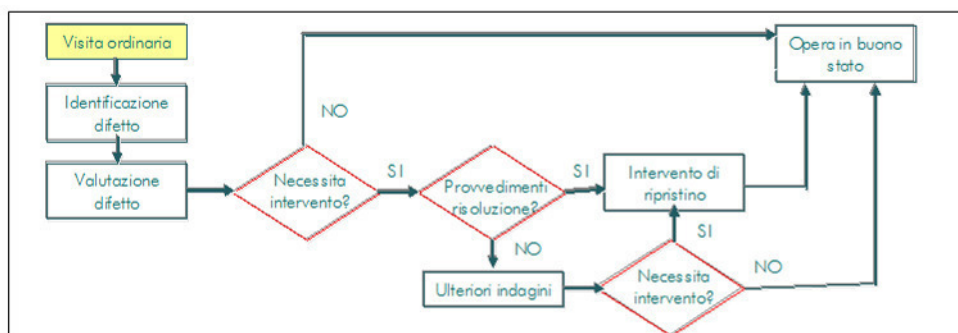 Visita ordinaria
Opera in buono
stato
Identificazione
difetto
NO
Valutazione
difetto
Necessita
intervento?
SI
Provvedimenti
risoluzione?
SI
Intervento di
ripristino
NO
SI
Ulteriori indagini
Necessita
intervento?
NO